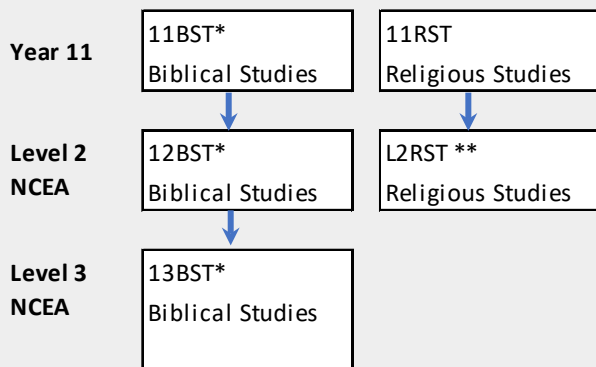 Year 11
11BST*
Biblical Studies
11RST
Religious Studies
Level 2
NCEA
12BST*
Biblical Studies
L2RST **
Religious Studies
Level 3
NCEA
13BST*
Biblical Studies